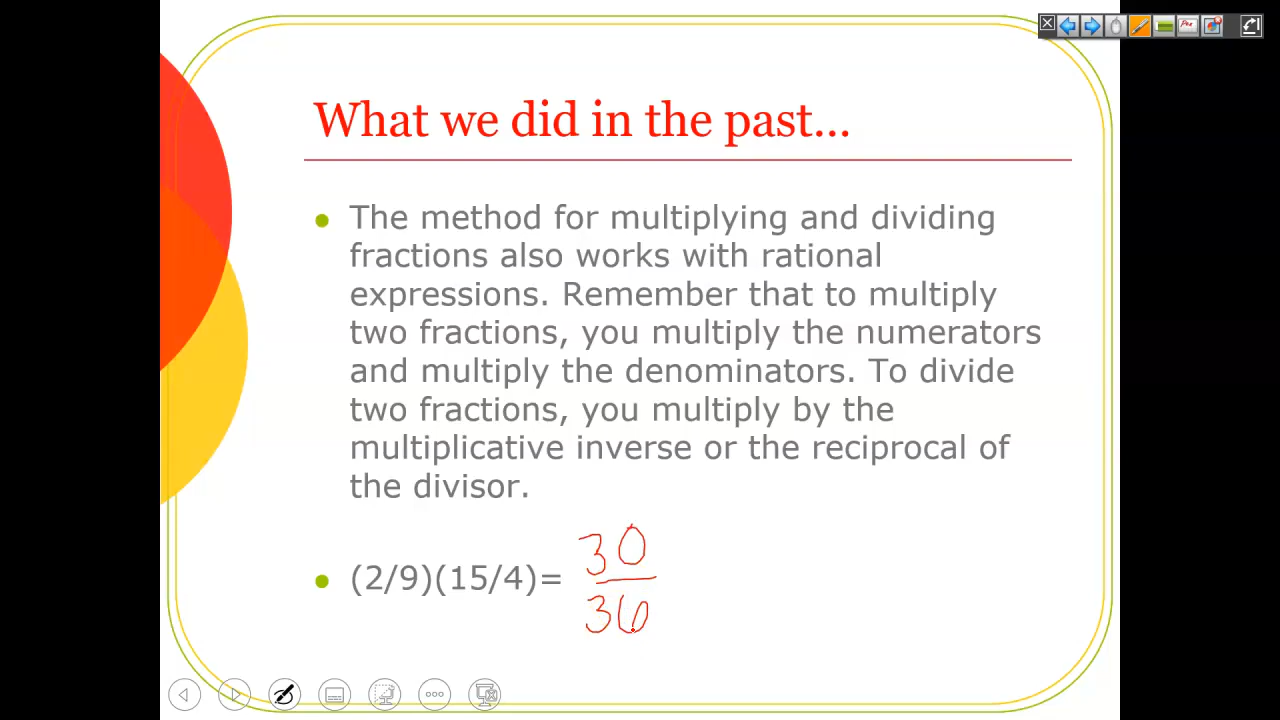 What we did in the past...
The method for multiplying and dividing
fractions also works with rational
expressions. Remember that to multiply
two fractions, you multiply the numerators
and multiply the denominators. To divide
two fractions, you multiply by the
multiplicative inverse or the reciprocal of
the divisor.
(2/9)(15/4)=
30
36